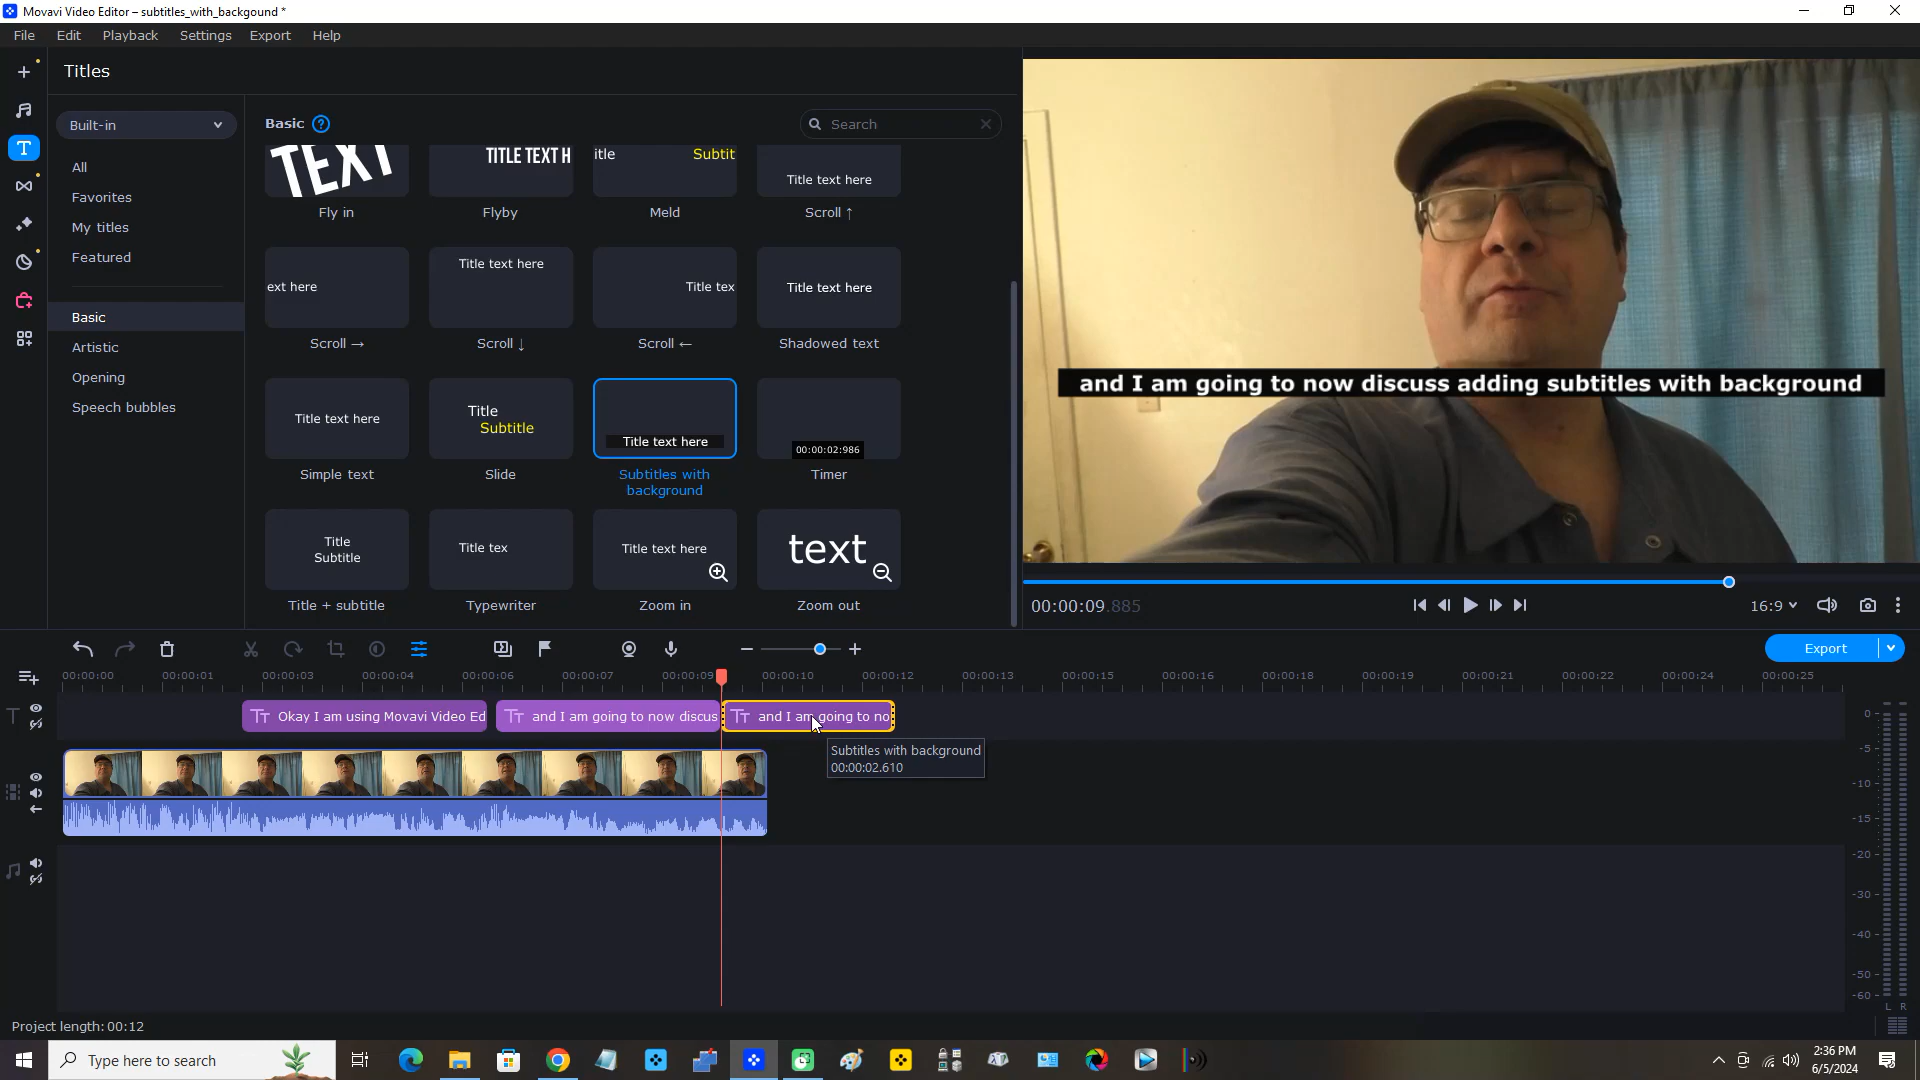 Movavi Video Editor – subtitles_with_backgound *
File Edit Playback Settings Export Help
Titles
Built-in
Basic ?
Search
All
Favorites
My titles
Featured
Basic
Artistic
Opening
Speech bubbles
TEXT
TITLE TEXT H
itle Subtit
Title text here
Fly in Flyby Meld Scroll ↑
ext here
Title text here
Title tex
Title text here
Scroll → Scroll ↓ Scroll ← Shadowed text
Title text here
Title
Subtitle
Title text here
00:00:02:986
Simple text Slide Subtitles with
background Timer
Title
Subtitle
Title tex
Title text here
text
Title + subtitle Typewriter Zoom in Zoom out
and I am going to now discuss adding subtitles with background
00:00:09.885
16:9
Export
00:00:00 00:00:01 00:00:03 00:00:04 00:00:06 00:00:07 00:00:09 00:00:10 00:00:12 00:00:13 00:00:15 00:00:16 00:00:18 00:00:19 00:00:21 00:00:22 00:00:24 00:00:25
Okay I am using Movavi Video Ed
and I am going to now discus
and I am going to no
Subtitles with background
00:00:02.610
0
-5
-10
-15
-20
-30
-40
-50
-60
L R
Project length: 00:12
Type here to search
2:36 PM
6/5/2024